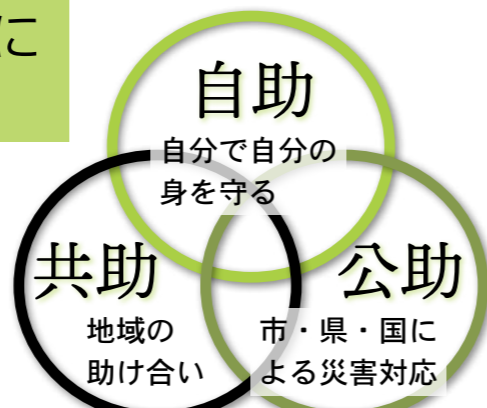 に
自助
自分で自分の
身を守る
共助
地域の
助け合い
公助
市・県・国に
よる災害対応